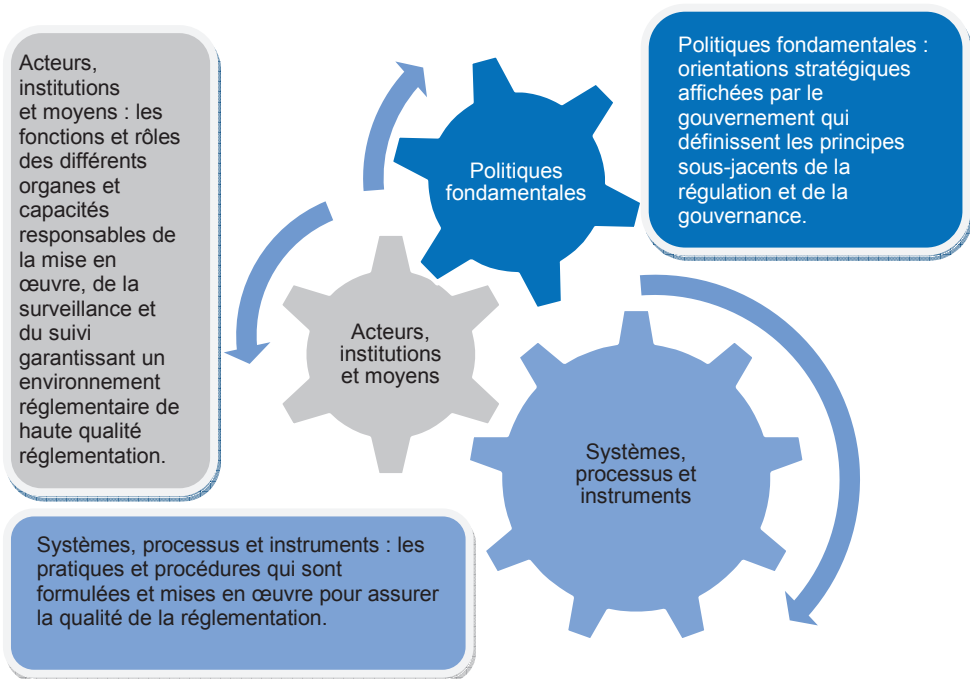 Acteurs,
institutions
et moyens : les
fonctions et rôles
des différents
organes et
capacités
responsables de
la mise en
œuvre, de la
surveillance et
du suivi
garantissant un
environnement
réglementaire de
haute qualité
réglementation.
Politiques
fondamentales
Politiques fondamentales :
orientations stratégiques
affichées par le
gouvernement qui
définissent les principes
sous-jacents de la
régulation et de la
gouvernance.
Acteurs,
institutions
et moyens
Systèmes,
processus et
instruments
Systèmes, processus et instruments : les
pratiques et procédures qui sont
formulées et mises en œuvre pour assurer
la qualité de la réglementation.